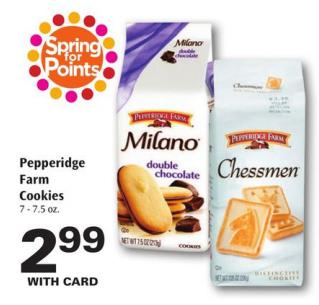 Spring
for
Points
Pepperidge
Farm
Cookies
7 - 7.5 oz.
2.99
WITH CARD
Milano
double
chocolate
PEPPERIDGE FARM
Milano
double
chocolate
NET WT 7.5 OZ (213g)
COOKIES
Chessmen
PEPPERIDGE FARM
Chessmen
DISTINCTIVE
COOKIES